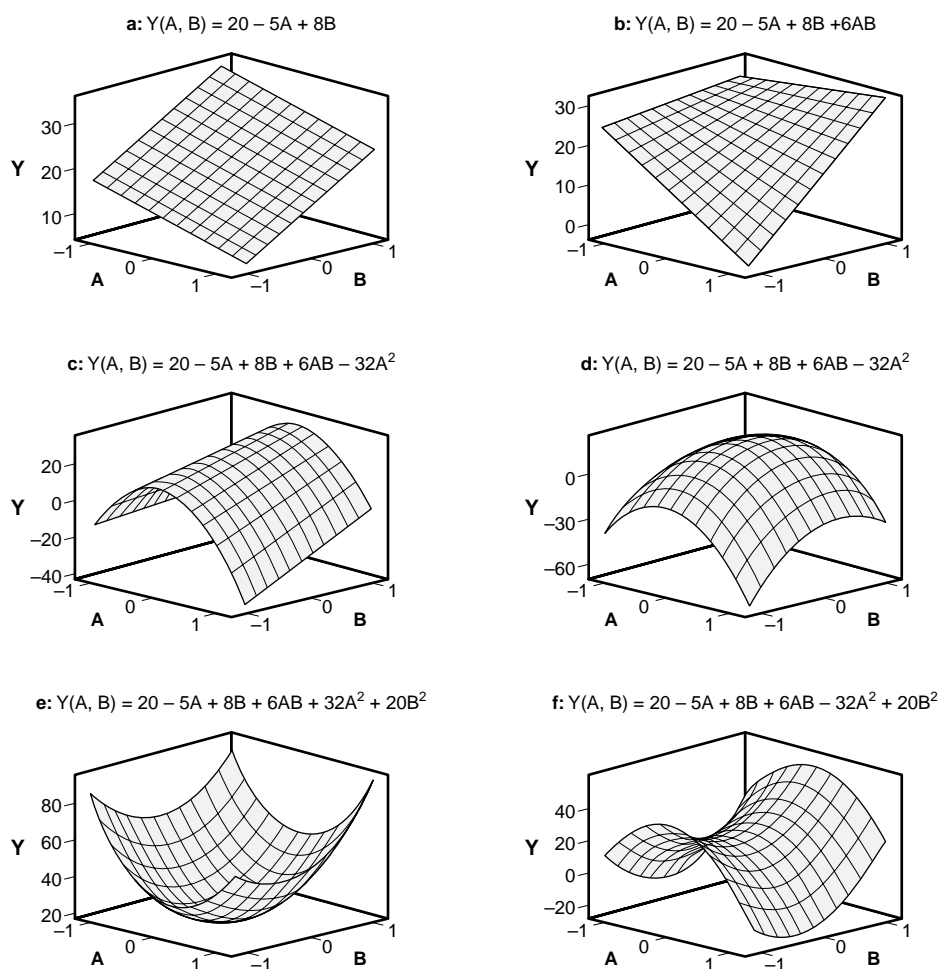 a: Y(A, B) = 20 – 5A + 8B
b: Y(A, B) = 20 – 5A + 8B +6AB
30
20
10
Y
–1
0
1
A
–1
0
1
B
30
20
10
0
Y
–1
0
1
A
–1
0
1
B
c: Y(A, B) = 20 – 5A + 8B + 6AB – 32A²
d: Y(A, B) = 20 – 5A + 8B + 6AB – 32A²
20
0
–20
–40
Y
–1
0
1
A
–1
0
1
B
0
–30
–60
Y
–1
0
1
A
–1
0
1
B
e: Y(A, B) = 20 – 5A + 8B + 6AB + 32A² + 20B²
f: Y(A, B) = 20 – 5A + 8B + 6AB – 32A² + 20B²
80
60
40
20
Y
–1
0
1
A
–1
0
1
B
40
20
0
–20
Y
–1
0
1
A
–1
0
1
B